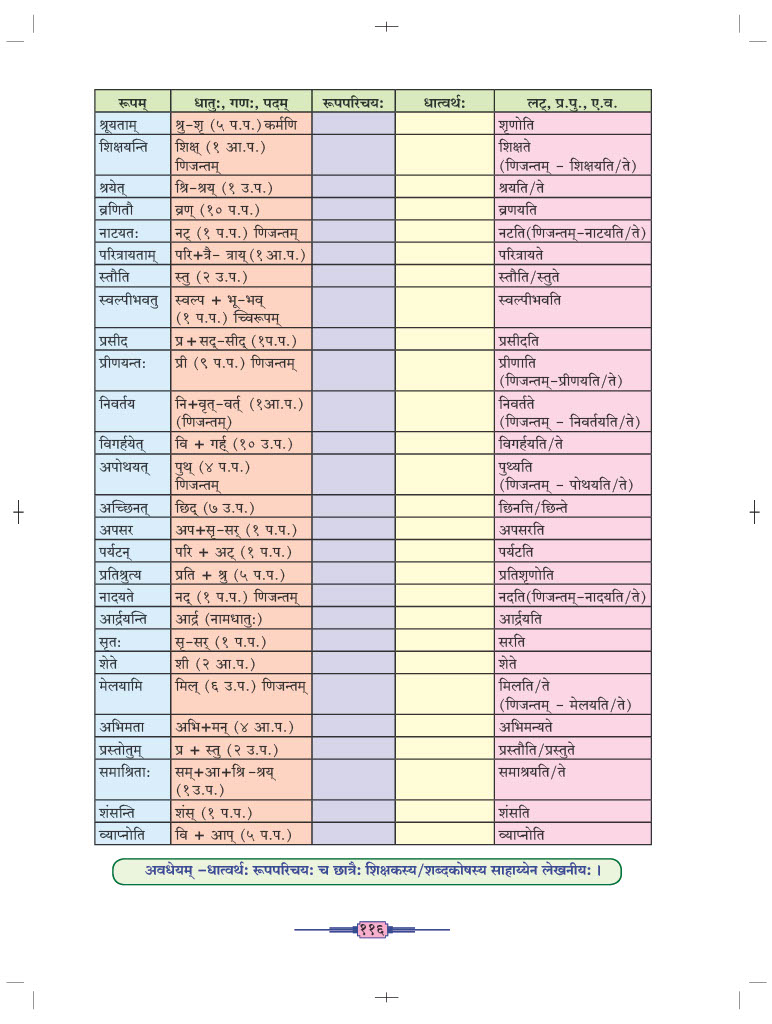 रूपम् धातुः, गणः, पदम् रूपपरिचयः धात्वर्थः लट्, प्र.पु., ए.व.
श्रूयताम् श्रु-शृ (५ प.प.) कर्मणि शृणोति
शिक्षयन्ति शिक्ष् (१ आ.प.) शिक्षते
णिजन्तम् (णिजन्तम् - शिक्षयति/ते)
श्रयेत् श्रि-श्रय् (१ उ.प.) श्रयति/ते
व्रणितौ व्रण् (१० प.प.) व्रणयति
नाटयतः नट् (१ प.प.) णिजन्तम् नटति(णिजन्तम्-नाटयति/ते)
परित्रायताम् परि+त्रै- त्राय् (१ आ.प.) परित्रायते
स्तौति स्तु (२ उ.प.) स्तौति/स्तुते
स्वल्पीभवतु स्वल्प + भू-भव् स्वल्पीभवति
(१ प.प.) च्विरूपम्
प्रसीद प्र+सद्-सीद् (१प.प.) प्रसीदति
प्रीणयन्तः प्री (९ प.प.) णिजन्तम् प्रीणाति
(णिजन्तम्-प्रीणयति/ते)
निवर्तय नि+वृत्-वर्त् (१आ.प.) निवर्तते
(णिजन्तम्) (णिजन्तम् - निवर्तयति/ते)
विगर्हयेत् वि + गर्ह् (१० उ.प.) विगर्हयति/ते
अपोथयत् पुथ् (४ प.प.) पुथ्यति
णिजन्तम् (णिजन्तम् - पोथयति/ते)
अच्छिनत् छिद् (७ उ.प.) छिनत्ति/छिन्ते
अपसर अप+सृ-सर् (१ प.प.) अपसरति
पर्यटन् परि + अट् (१ प.प.) पर्यटति
प्रतिश्रुत्य प्रति + श्रु (५ प.प.) प्रतिशृणोति
नादयते नद् (१ प.प.) णिजन्तम् नदति(णिजन्तम्-नादयति/ते)
आर्द्रयन्ति आर्द्र (नामधातुः) आर्द्रयति
सृतः सृ-सर् (१ प.प.) सरति
शेते शी (२ आ.प.) शेते
मेलयामि मिल् (६ उ.प.) णिजन्तम् मिलति/ते
(णिजन्तम् - मेलयति/ते)
अभिमता अभि+मन् (४ आ.प.) अभिमन्यते
प्रस्तोतुम् प्र + स्तु (२ उ.प.) प्रस्तौति/प्रस्तुते
समाश्रिताः सम्+आ+श्रि-श्रय् समाश्रयति/ते
(१उ.प.)
शंसन्ति शंस् (१ प.प.) शंसति
व्याप्नोति वि + आप् (५ प.प.) व्याप्नोति
अवधेयम् -धात्वर्थः रूपपरिचयः च छात्रैः शिक्षकस्य/शब्दकोषस्य साहाय्येन लेखनीयः ।
११६